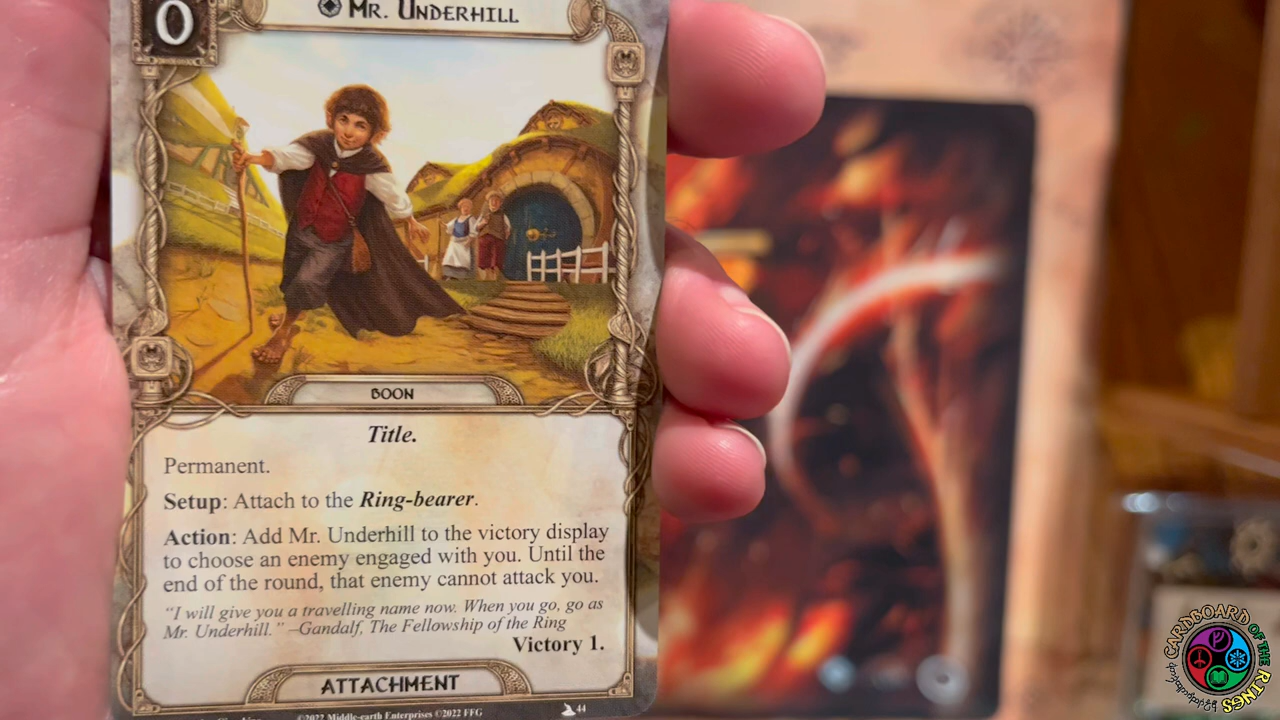 0
Mr. Underhill
BOON
Title.
Permanent.
Setup: Attach to the Ring-bearer.
Action: Add Mr. Underhill to the victory display
to choose an enemy engaged with you. Until the
end of the round, that enemy cannot attack you.
“I will give you a travelling name now. When you go, go as
Mr. Underhill.” –Gandalf, The Fellowship of the Ring
Victory 1.
ATTACHMENT
©2022 Middle-earth Enterprises ©2022 FFG
44
CARDBOARD OF THE RINGS